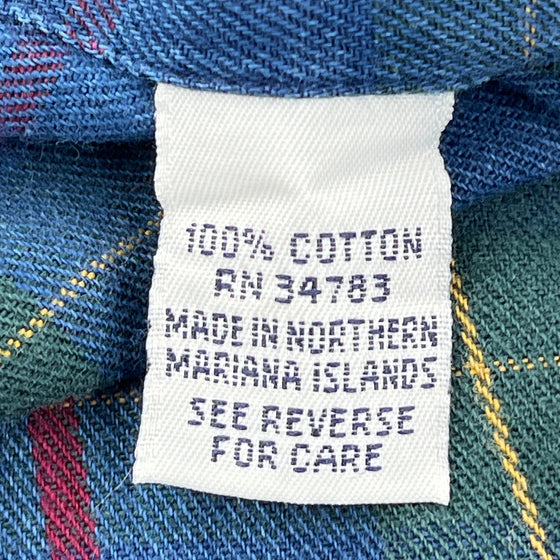 100% COTTON
RN 34783
MADE IN NORTHERN
MARIANA ISLANDS
SEE REVERSE
FOR CARE